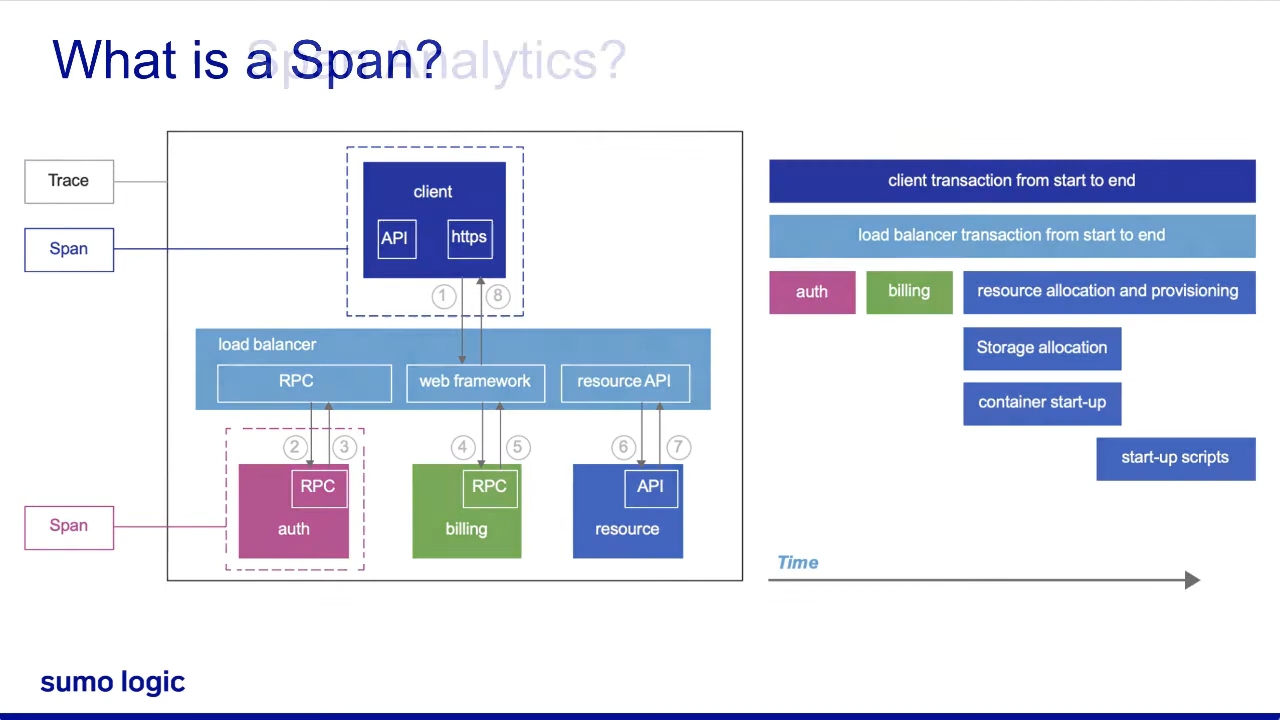 What is a Span?
Span Analytics?
Trace
Span
Span
client
API
https
1
8
load balancer
RPC
web framework
resource API
2
3
4
5
6
7
RPC
auth
RPC
billing
API
resource
client transaction from start to end
load balancer transaction from start to end
auth
billing
resource allocation and provisioning
Storage allocation
container start-up
start-up scripts
Time
sumo logic